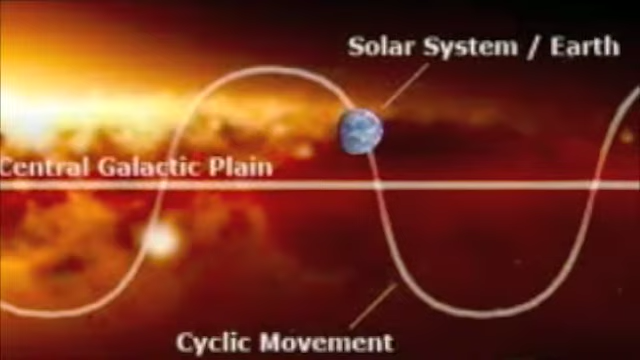 Solar System / Earth
Central Galactic Plain
Cyclic Movement